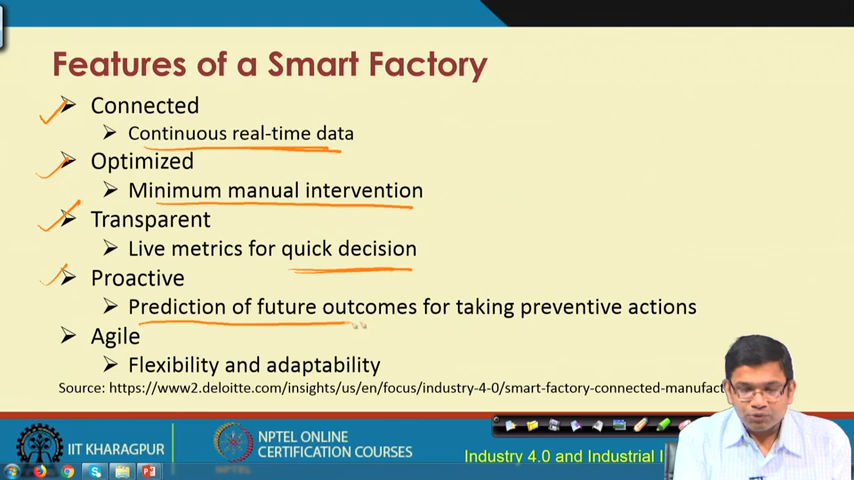 Features of a Smart Factory
Connected
Continuous real-time data
Optimized
Minimum manual intervention
Transparent
Live metrics for quick decision
Proactive
Prediction of future outcomes for taking preventive actions
Agile
Flexibility and adaptability
Source: https://www2.deloitte.com/insights/us/en/focus/industry-4-0/smart-factory-connected-manufact
IIT KHARAGPUR
NPTEL ONLINE
CERTIFICATION COURSES
Industry 4.0 and Industrial I